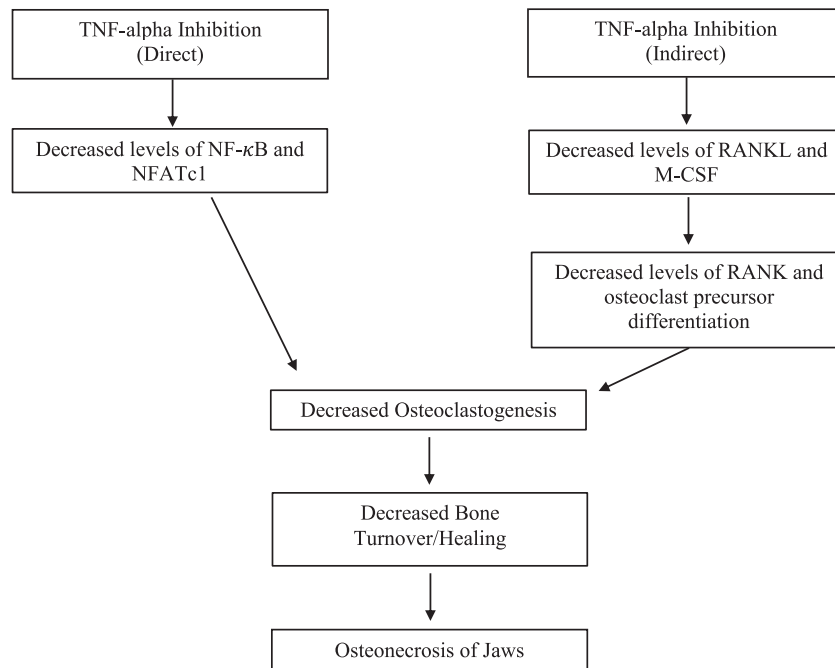 TNF-alpha Inhibition
(Direct)
TNF-alpha Inhibition
(Indirect)
Decreased levels of NF-κB and
NFATc1
Decreased levels of RANKL and
M-CSF
Decreased levels of RANK and
osteoclast precursor
differentiation
Decreased Osteoclastogenesis
Decreased Bone
Turnover/Healing
Osteonecrosis of Jaws